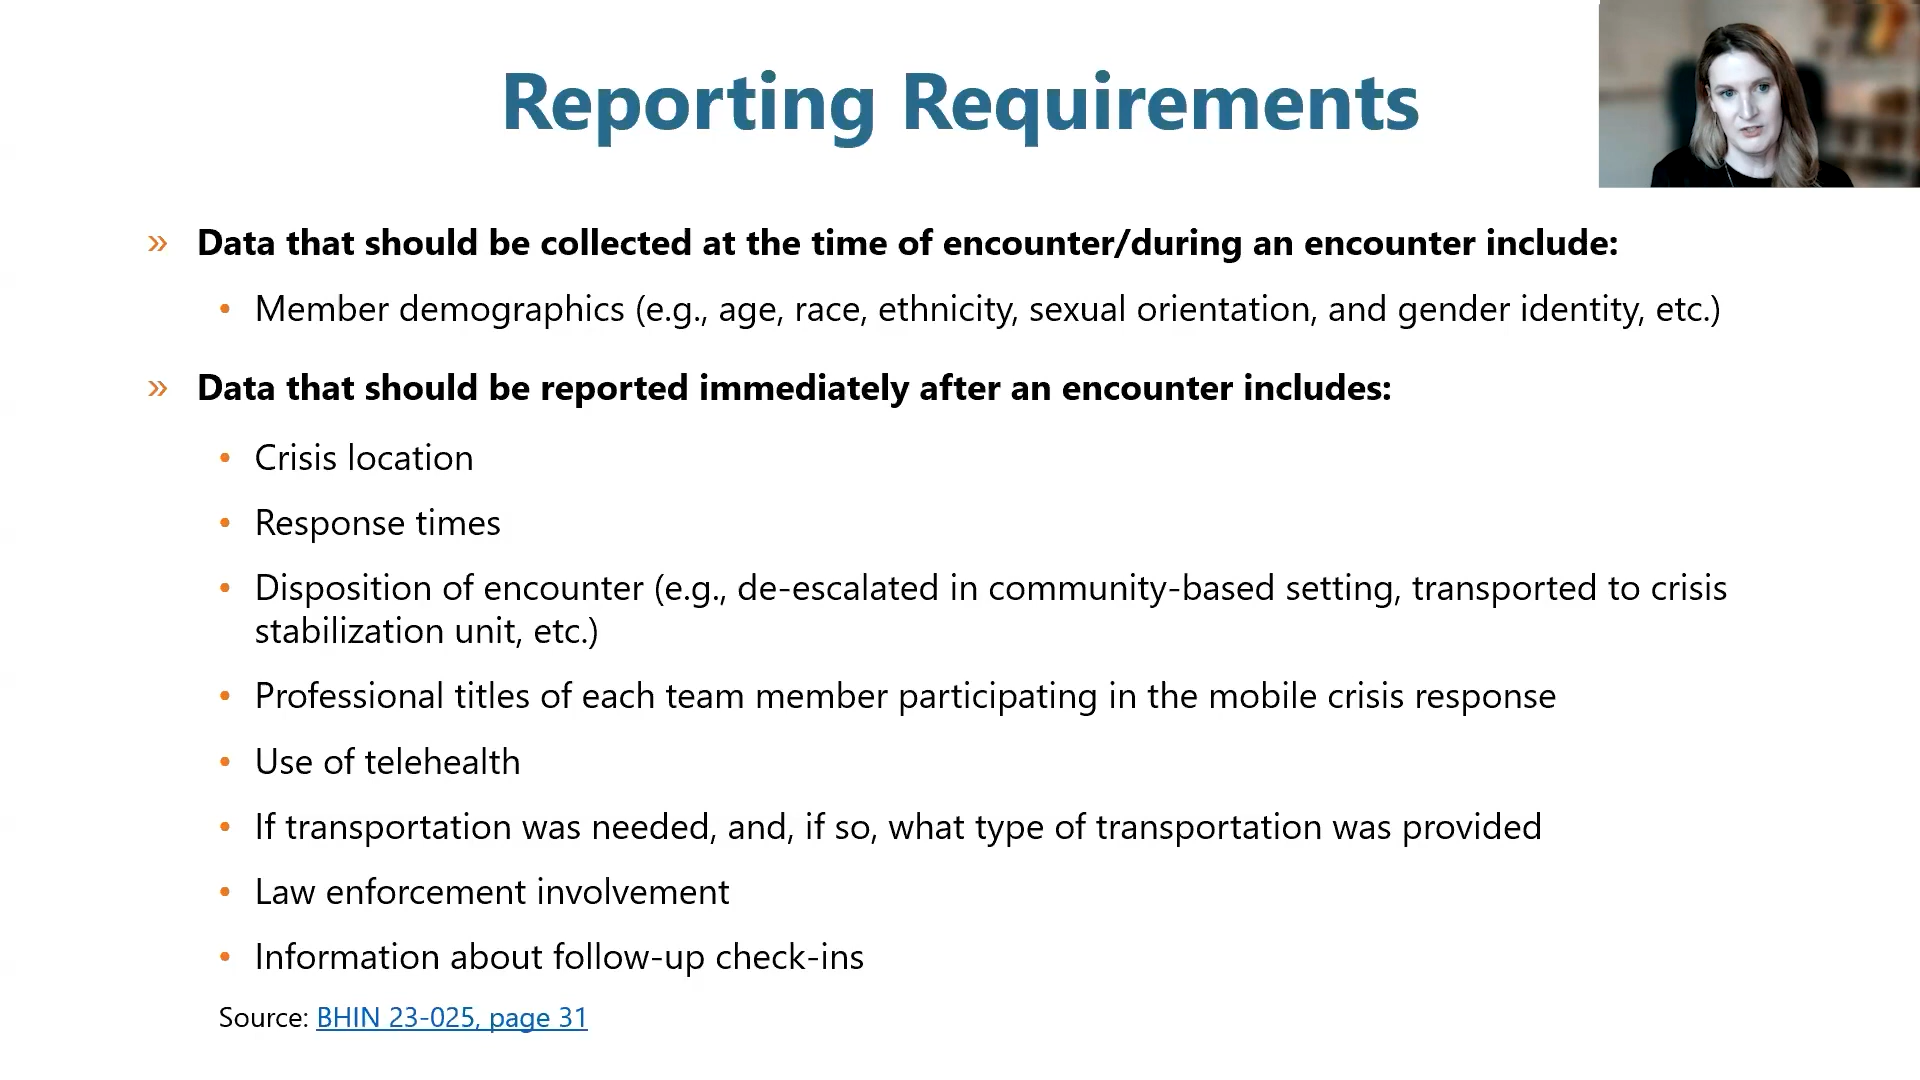 Reporting Requirements
» Data that should be collected at the time of encounter/during an encounter include:
• Member demographics (e.g., age, race, ethnicity, sexual orientation, and gender identity, etc.)
» Data that should be reported immediately after an encounter includes:
• Crisis location
• Response times
• Disposition of encounter (e.g., de-escalated in community-based setting, transported to crisis
stabilization unit, etc.)
• Professional titles of each team member participating in the mobile crisis response
• Use of telehealth
• If transportation was needed, and, if so, what type of transportation was provided
• Law enforcement involvement
• Information about follow-up check-ins
Source: BHIN 23-025, page 31